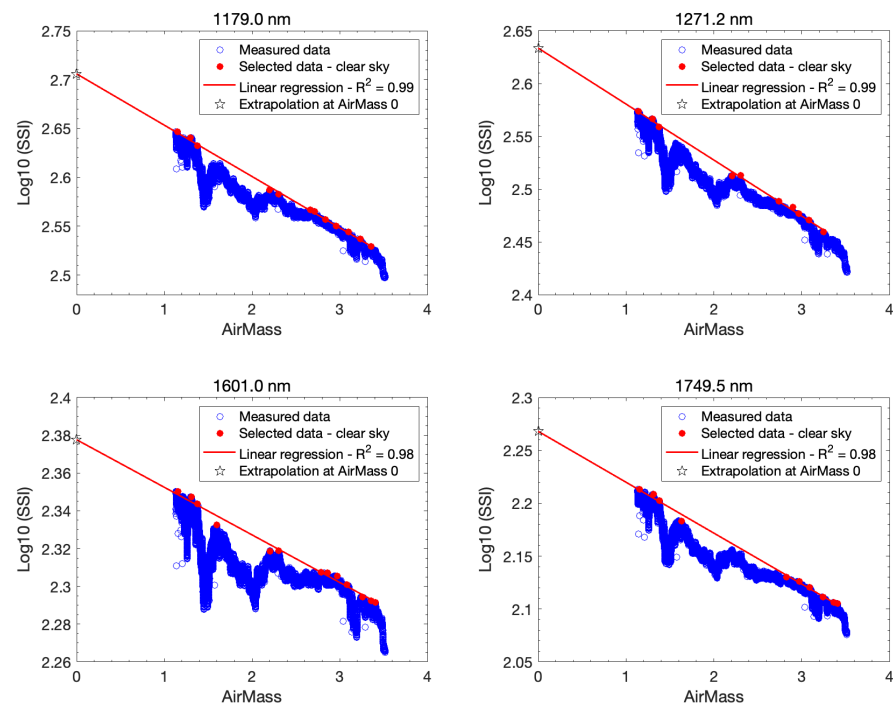 1179.0 nm
2.75
2.7
2.65
2.6
2.55
2.5
Log10 (SSI)
Measured data
Selected data - clear sky
Linear regression - R² = 0.99
Extrapolation at AirMass 0
0 1 2 3 4
AirMass
1271.2 nm
2.65
2.6
2.55
2.5
2.45
2.4
Log10 (SSI)
Measured data
Selected data - clear sky
Linear regression - R² = 0.99
Extrapolation at AirMass 0
0 1 2 3 4
AirMass
1601.0 nm
2.4
2.38
2.36
2.34
2.32
2.3
2.28
2.26
Log10 (SSI)
Measured data
Selected data - clear sky
Linear regression - R² = 0.98
Extrapolation at AirMass 0
0 1 2 3 4
AirMass
1749.5 nm
2.3
2.25
2.2
2.15
2.1
2.05
Log10 (SSI)
Measured data
Selected data - clear sky
Linear regression - R² = 0.98
Extrapolation at AirMass 0
0 1 2 3 4
AirMass